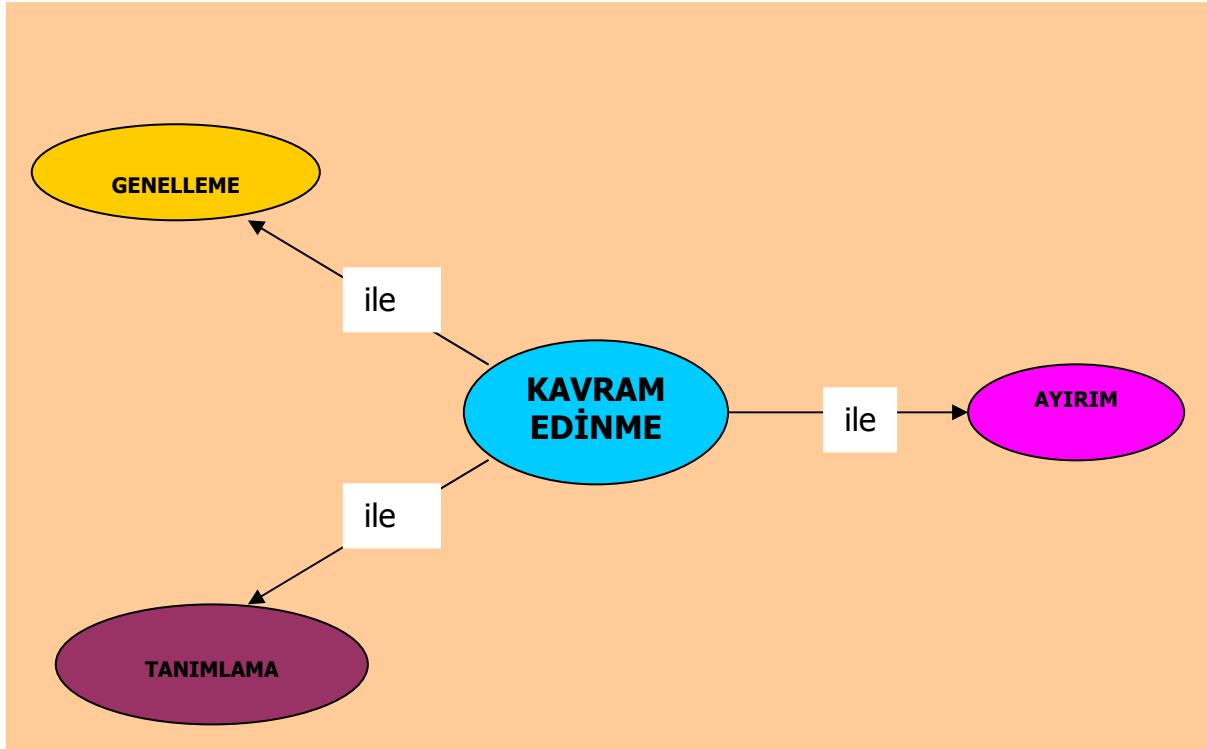 GENELLEME
ile
KAVRAM
EDİNME
ile
AYIRIM
ile
TANIMLAMA